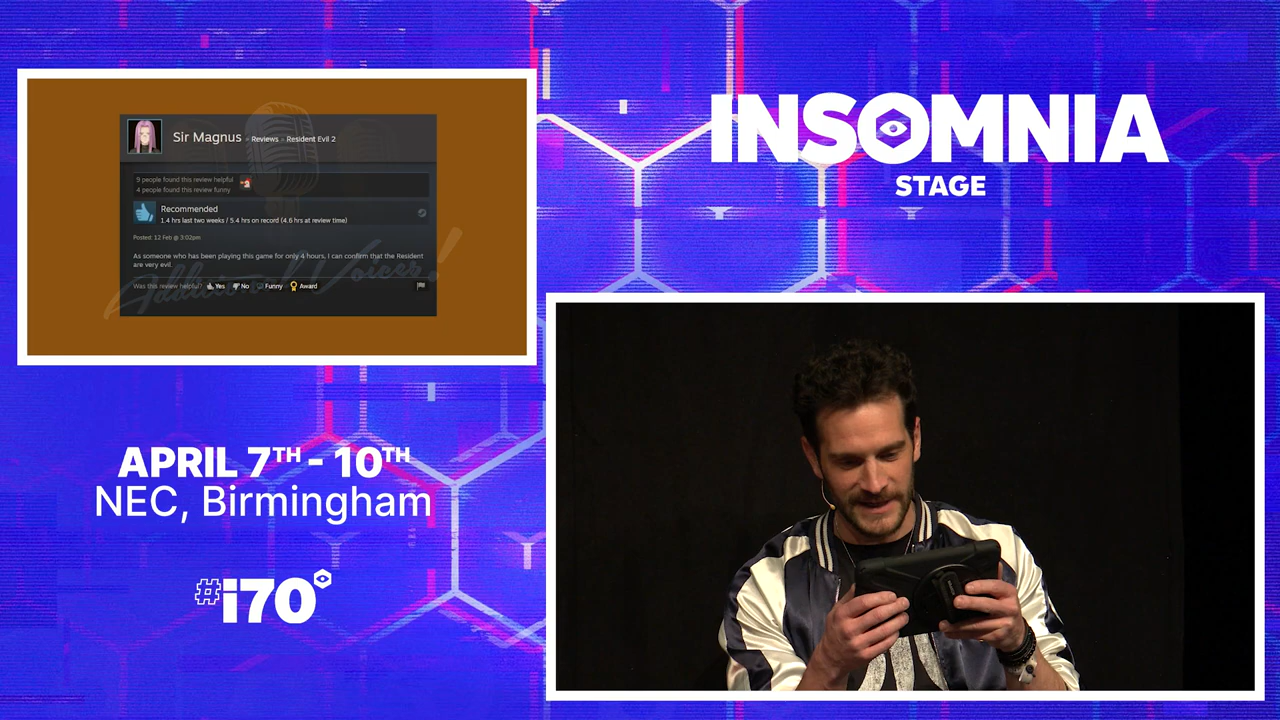 INSOMNIA
STAGE
Sir Magnus
Resident Evil
9 people found this review helpful
4 people found this review funny
Recommended
1.4 hrs last two weeks / 5.4 hrs on record (4.6 hrs at review time)
Posted: 12 Feb @ 3:02pm
As someone who has been playing this game for only 4 hours, I can confirm that the Resident
are very evil.
Was this review helpful? Yes No Funny Award
APRIL 7TH - 10TH
NEC, Birmingham
#i70